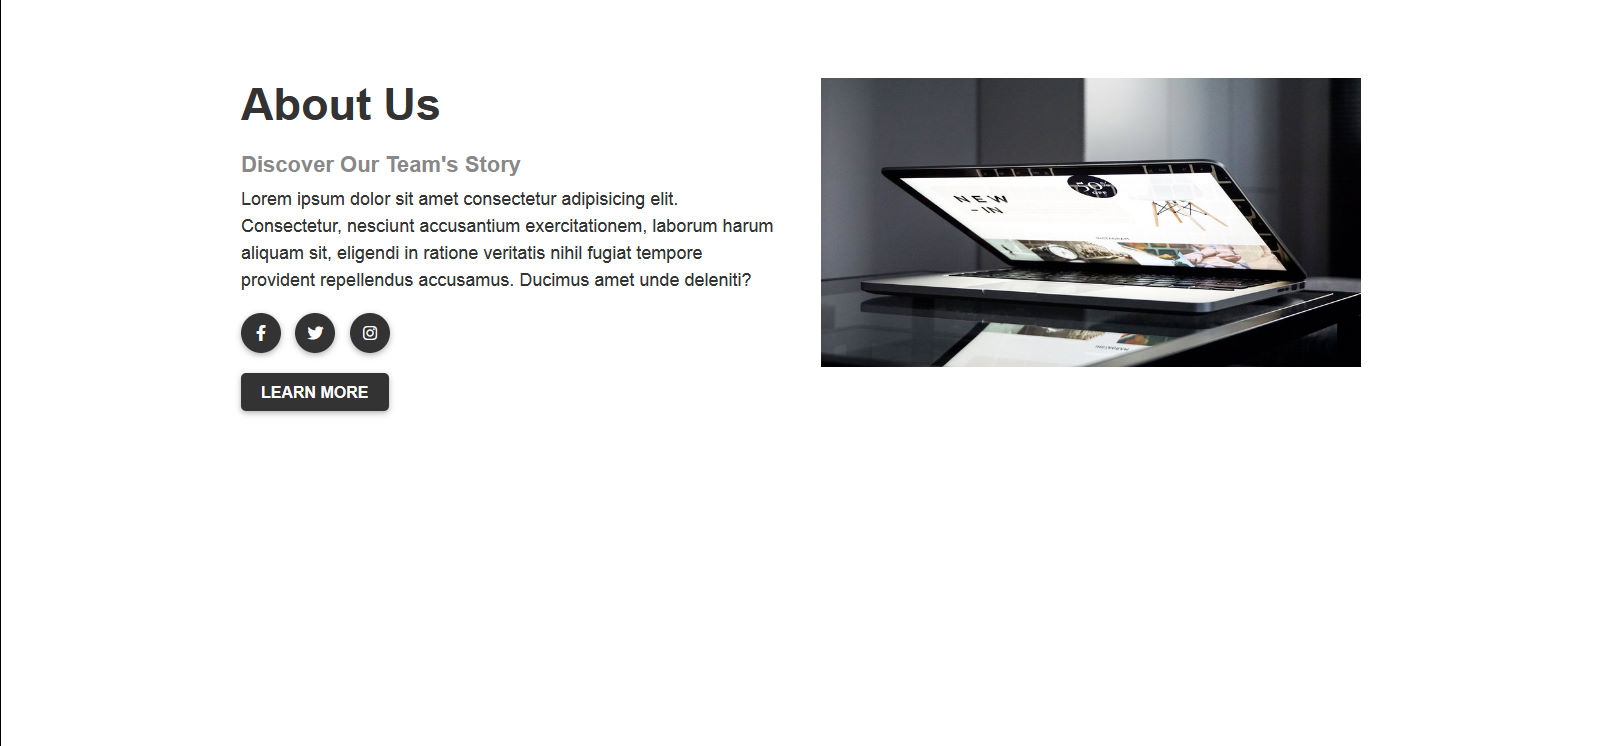 About Us
Discover Our Team's Story
Lorem ipsum dolor sit amet consectetur adipisicing elit.
Consectetur, nesciunt accusantium exercitationem, laborum harum
aliquam sit, eligendi in ratione veritatis nihil fugiat tempore
provident repellendus accusamus. Ducimus amet unde deleniti?
LEARN MORE
NEW
- IN
50%
OFF